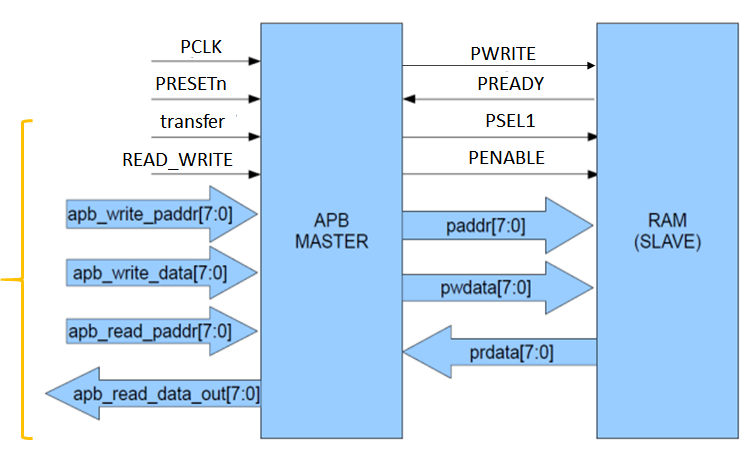 PCLK
PRESETn
transfer
READ_WRITE
apb_write_paddr[7:0]
apb_write_data[7:0]
apb_read_paddr[7:0]
apb_read_data_out[7:0]
APB
MASTER
PWRITE
PREADY
PSEL1
PENABLE
paddr[7:0]
pwdata[7:0]
prdata[7:0]
RAM
(SLAVE)